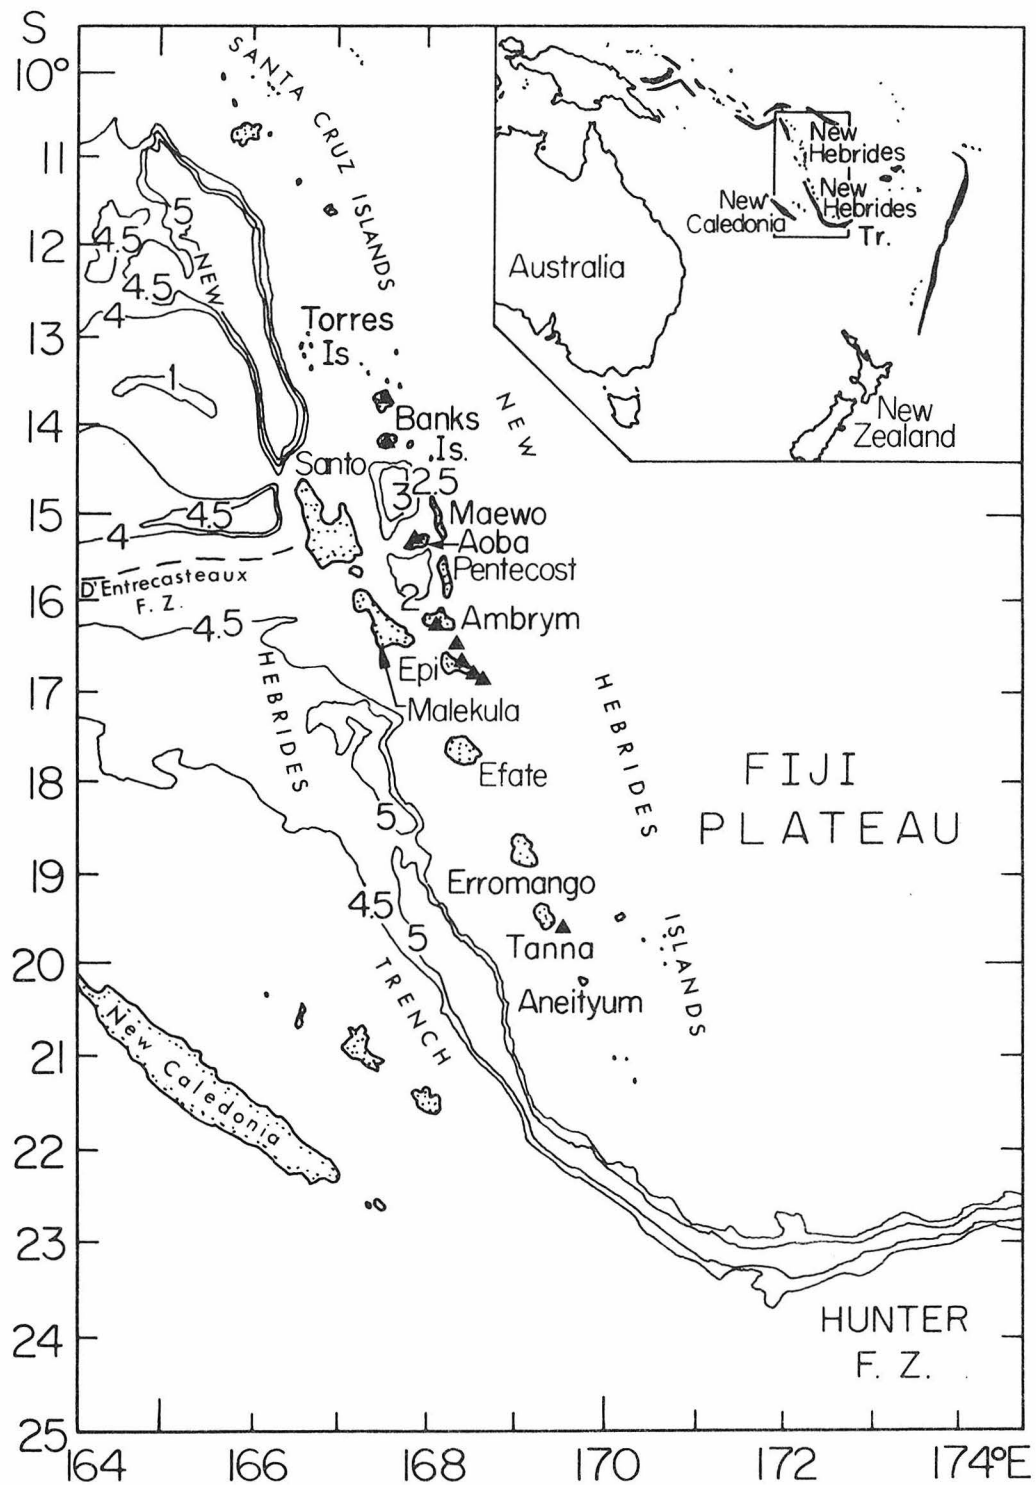 S
10°
11
12
13
14
15
16
17
18
19
20
21
22
23
24
25
164
166
168
170
172
174°E
SANTA CRUZ ISLANDS
5
4.5
NEW
4.5
4
1
Torres
Is.
Banks
Is.
NEW
Santo
3
2.5
4.5
4
Maewo
Aoba
D'Entrecasteaux
F. Z.
Pentecost
2
4.5
Ambrym
Epi
Malekula
HEBRIDES
HEBRIDES
Efate
FIJI
PLATEAU
5
Erromango
4.5
5
Tanna
ISLANDS
TRENCH
Aneityum
New Caledonia
HUNTER
F. Z.
New
Hebrides
New
Hebrides
Tr.
New
Caledonia
Australia
New
Zealand